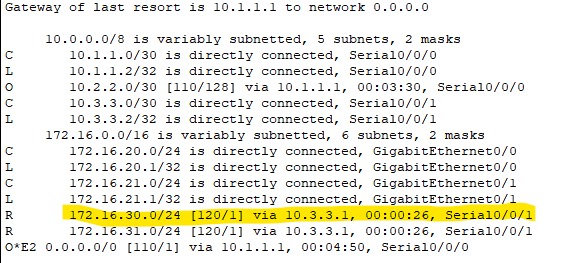 Gateway of last resort is 10.1.1.1 to network 0.0.0.0
10.0.0.0/8 is variably subnetted, 5 subnets, 2 masks
C 10.1.1.0/30 is directly connected, Serial0/0/0
L 10.1.1.2/32 is directly connected, Serial0/0/0
O 10.2.2.0/30 [110/128] via 10.1.1.1, 00:03:30, Serial0/0/0
C 10.3.3.0/30 is directly connected, Serial0/0/1
L 10.3.3.2/32 is directly connected, Serial0/0/1
172.16.0.0/16 is variably subnetted, 6 subnets, 2 masks
C 172.16.20.0/24 is directly connected, GigabitEthernet0/0
L 172.16.20.1/32 is directly connected, GigabitEthernet0/0
C 172.16.21.0/24 is directly connected, GigabitEthernet0/1
L 172.16.21.1/32 is directly connected, GigabitEthernet0/1
R 172.16.30.0/24 [120/1] via 10.3.3.1, 00:00:26, Serial0/0/1
R 172.16.31.0/24 [120/1] via 10.3.3.1, 00:00:26, Serial0/0/1
O*E2 0.0.0.0/0 [110/1] via 10.1.1.1, 00:04:50, Serial0/0/0